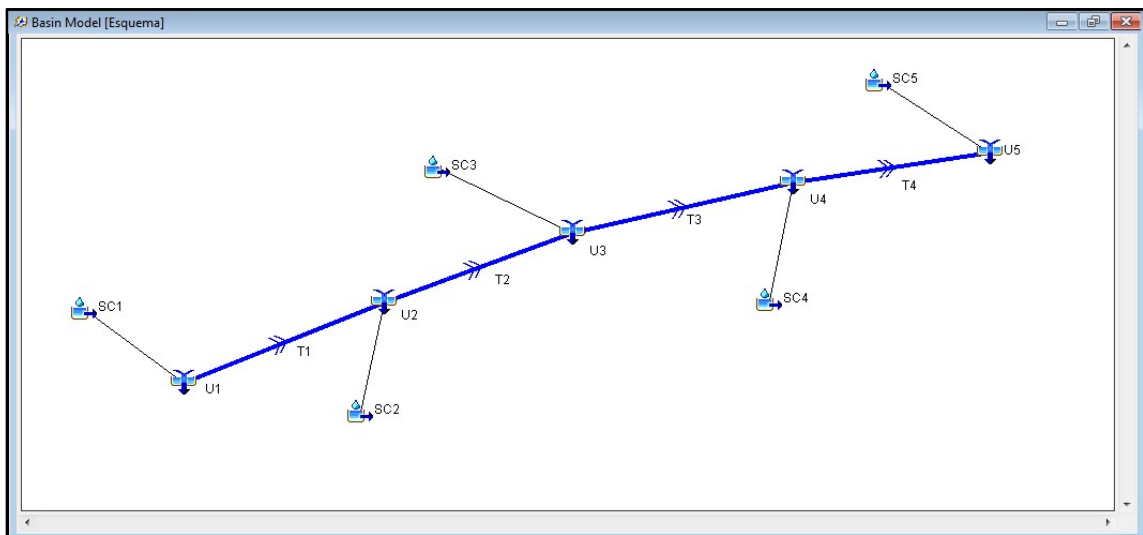 Basin Model [Esquema]
SC5
U5
SC3
U4
T4
T3
U3
T2
SC4
SC1
U2
T1
U1
SC2